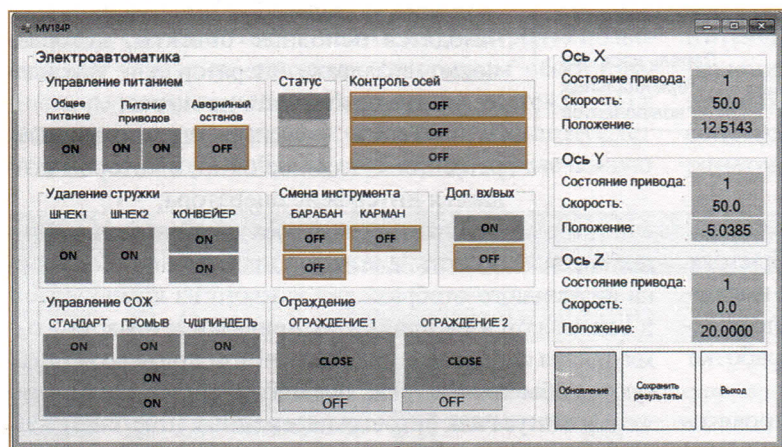 MV184P
Электроавтоматика
Управление питанием
Общее питание
Питание приводов
Аварийный останов
ON
ON
ON
OFF
Статус
Контроль осей
OFF
OFF
OFF
Удаление стружки
ШНЕК1
ШНЕК2
КОНВЕЙЕР
ON
ON
ON
ON
Смена инструмента
БАРАБАН
КАРМАН
OFF
OFF
OFF
Доп. вх/вых
ON
OFF
Управление СОЖ
СТАНДАРТ
ПРОМЫВ
Ч/ШПИНДЕЛЬ
ON
ON
ON
ON
ON
Ограждение
ОГРАЖДЕНИЕ 1
ОГРАЖДЕНИЕ 2
CLOSE
CLOSE
OFF
OFF
Ось X
Состояние привода: 1
Скорость: 50.0
Положение: 12.5143
Ось Y
Состояние привода: 1
Скорость: 50.0
Положение: -5.0385
Ось Z
Состояние привода: 1
Скорость: 0.0
Положение: 20.0000
Обновление
Сохранить результаты
Выход